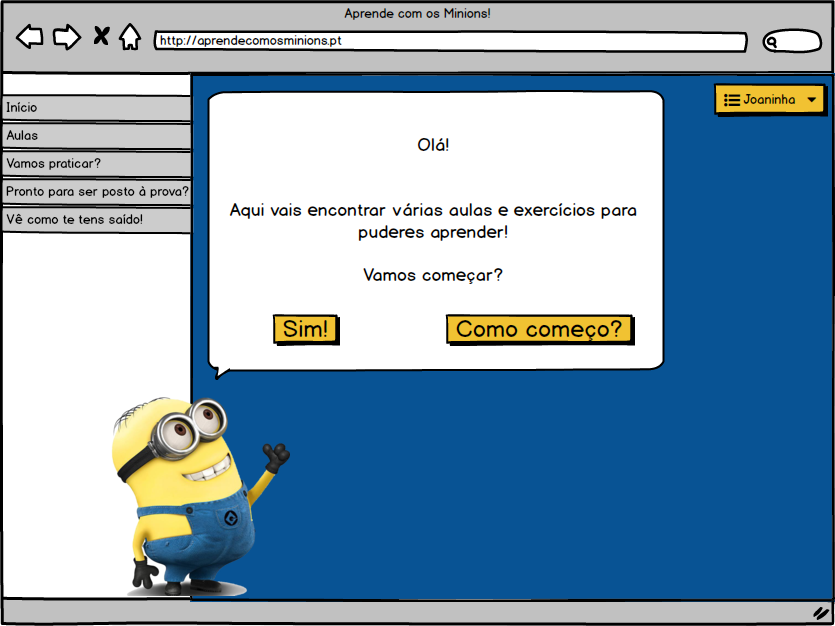 Aprende com os Minions!
http://aprendecomosminions.pt
Início
Aulas
Vamos praticar?
Pronto para ser posto à prova?
Vê como te tens saído!
Joaninha
Olá!
Aqui vais encontrar várias aulas e exercícios para
puderes aprender!
Vamos começar?
Sim!
Como começo?